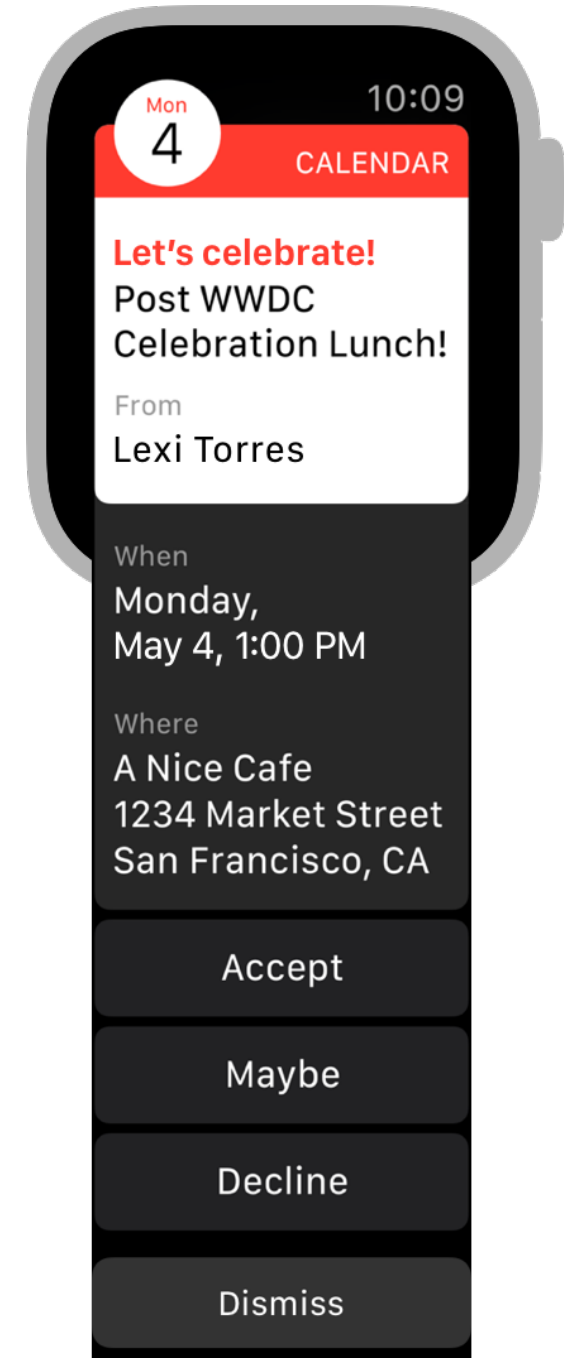 Mon
4
10:09
CALENDAR
Let's celebrate!
Post WWDC
Celebration Lunch!
From
Lexi Torres
When
Monday,
May 4, 1:00 PM
Where
A Nice Cafe
1234 Market Street
San Francisco, CA
Accept
Maybe
Decline
Dismiss